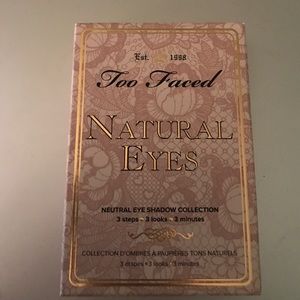 Est. 1998
Too Faced
NATURAL
EYES
NEUTRAL EYE SHADOW COLLECTION
3 steps • 3 looks • 3 minutes
COLLECTION D'OMBRES À PAUPIÈRES TONS NATURELS
3 étapes • 3 looks • 3 minutes